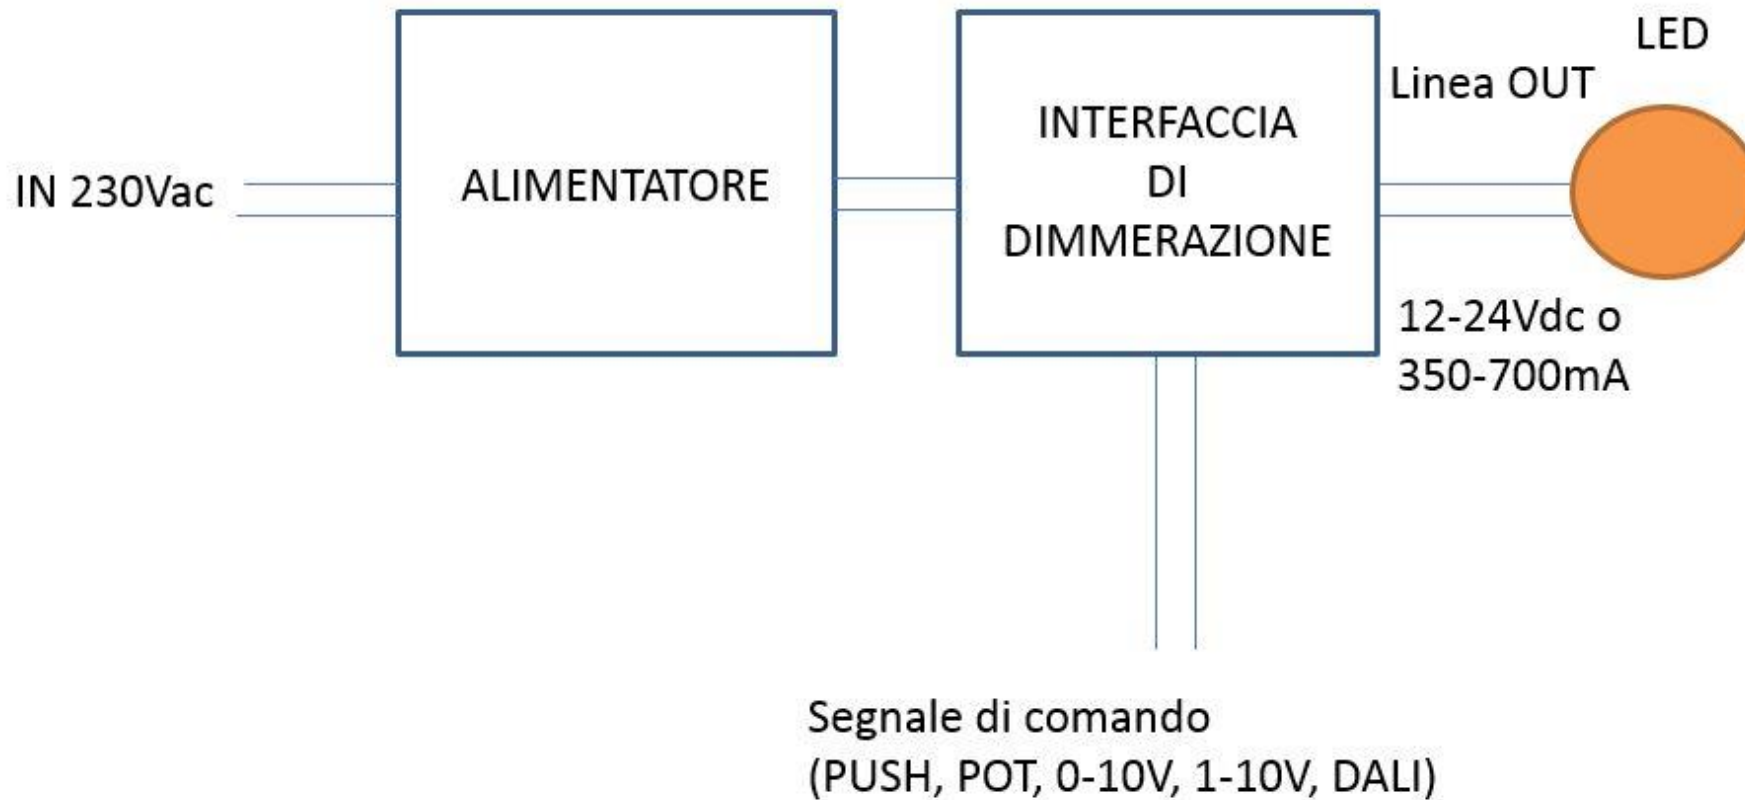 IN 230Vac
ALIMENTATORE
INTERFACCIA
DI
DIMMERAZIONE
LED
Linea OUT
12-24Vdc o
350-700mA
Segnale di comando
(PUSH, POT, 0-10V, 1-10V, DALI)